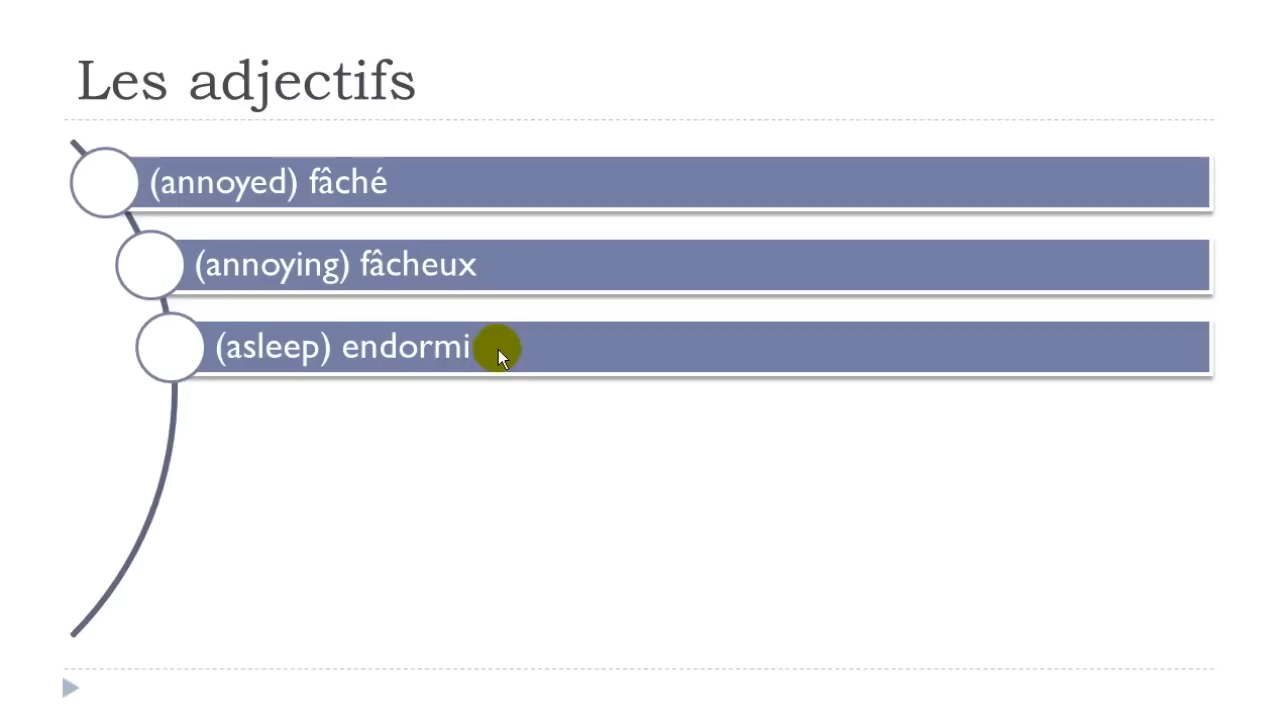 Les adjectifs
(annoyed) fâché
(annoying) fâcheux
(asleep) endormi